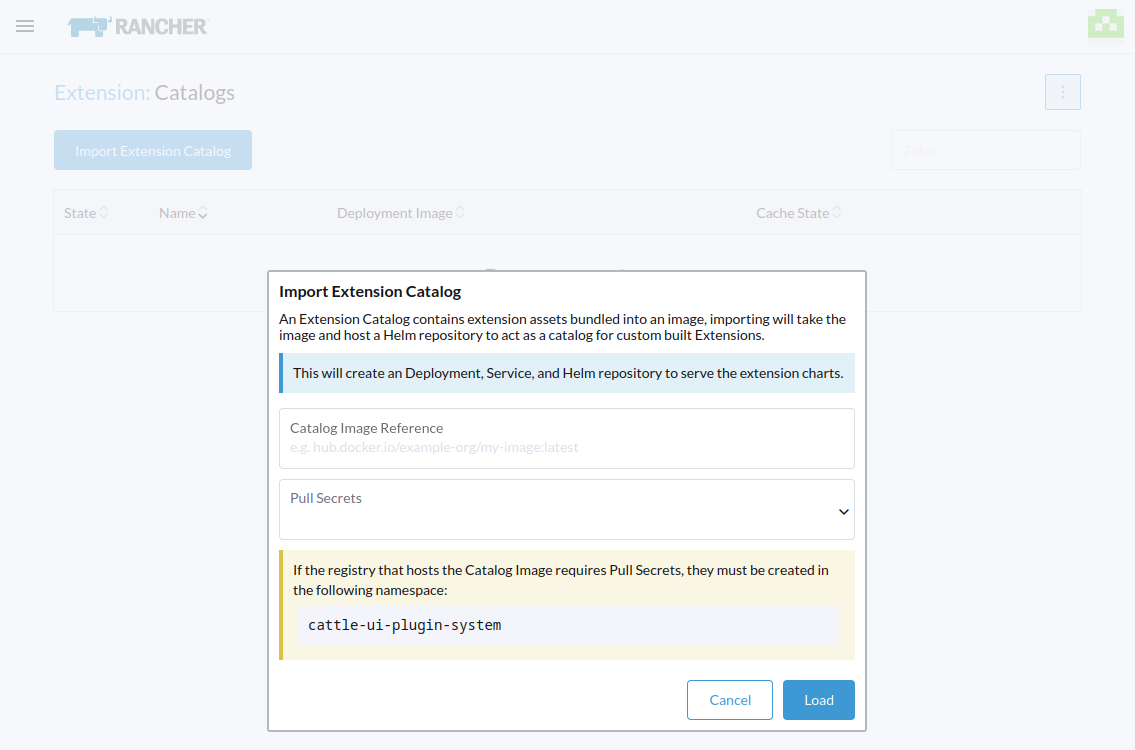 RANCHER
Extension: Catalogs
Import Extension Catalog
Filter
State Name Deployment Image Cache State
Import Extension Catalog
An Extension Catalog contains extension assets bundled into an image, importing will take the
image and host a Helm repository to act as a catalog for custom built Extensions.
This will create an Deployment, Service, and Helm repository to serve the extension charts.
Catalog Image Reference
e.g. hub.docker.io/example-org/my-image:latest
Pull Secrets
If the registry that hosts the Catalog Image requires Pull Secrets, they must be created in
the following namespace:
cattle-ui-plugin-system
Cancel Load